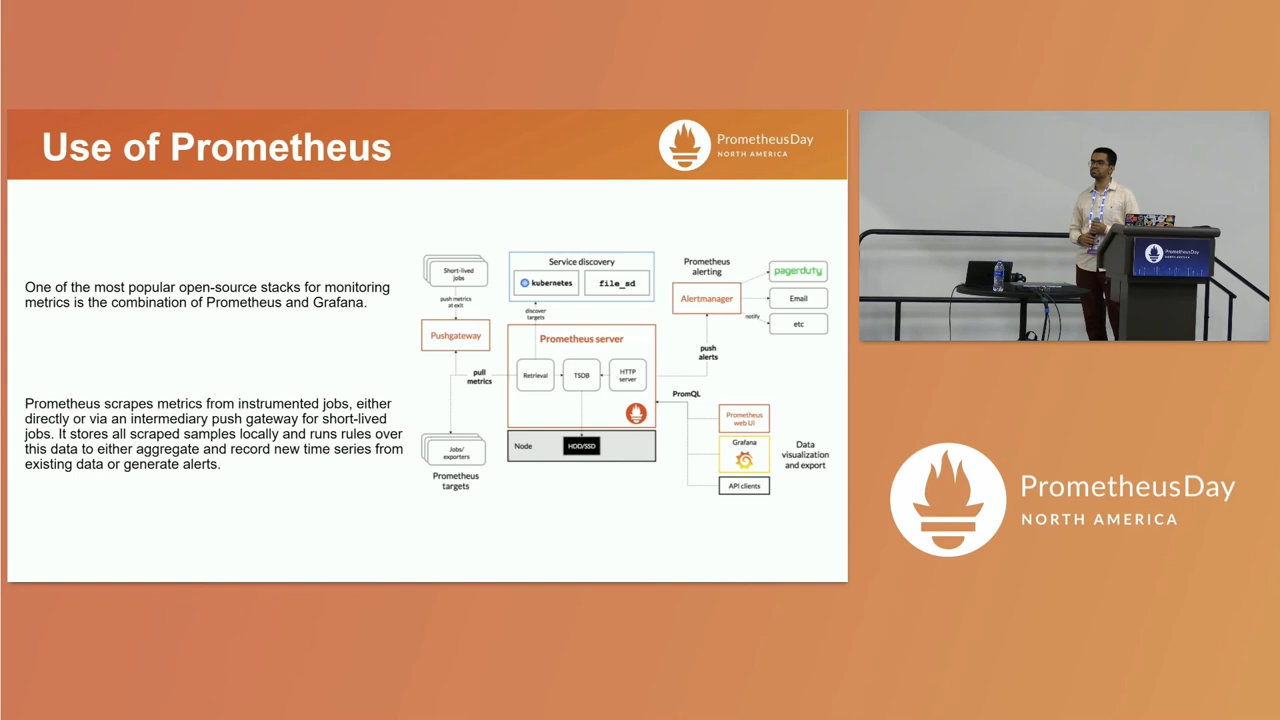 Use of Prometheus
PrometheusDay
NORTH AMERICA
One of the most popular open-source stacks for monitoring
metrics is the combination of Prometheus and Grafana.
Prometheus scrapes metrics from instrumented jobs, either
directly or via an intermediary push gateway for short-lived
jobs. It stores all scraped samples locally and runs rules over
this data to either aggregate and record new time series from
existing data or generate alerts.
Short-lived
jobs
push metrics
at exit
Pushgateway
pull
metrics
Jobs/
exporters
Prometheus
targets
Service discovery
kubernetes
file_sd
discover
targets
Prometheus server
Retrieval
TSDB
HTTP
server
Node
HDD/SSD
Prometheus
alerting
Alertmanager
pagerduty
Email
notify
etc
push
alerts
PromQL
Prometheus
web UI
Grafana
API clients
Data
visualization
and export
PrometheusDay
NORTH AMERICA